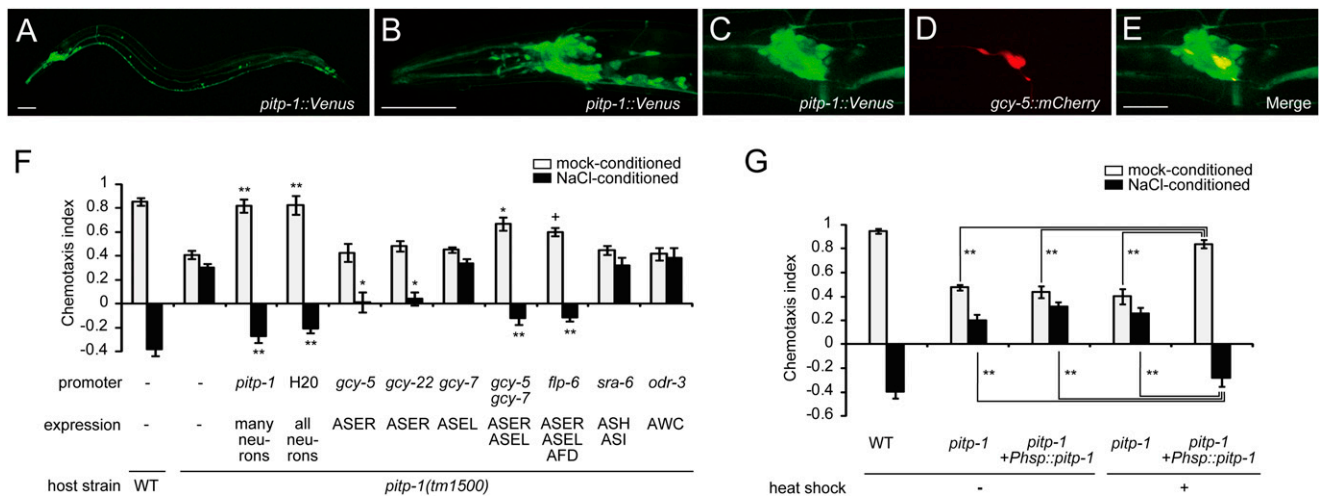 A
pitp-1::Venus
B
pitp-1::Venus
C
pitp-1::Venus
D
gcy-5::mCherry
E
Merge
F
mock-conditioned
NaCl-conditioned
Chemotaxis index
1
0.8
0.4
0
-0.2
-0.4
** ** * * * ** + **
** **
promoter - - pitp-1 H20 gcy-5 gcy-22 gcy-7 gcy-5 gcy-7 flp-6 sra-6 odr-3
expression - - many neu-rons all neu-rons ASER ASER ASEL ASER ASEL ASER ASEL AFD ASH ASI AWC
host strain WT pitp-1(tm1500)
G
mock-conditioned
NaCl-conditioned
Chemotaxis index
1
0.8
0.6
0.4
0.2
0
-0.2
-0.4
-0.6
** ** **
** ** **
WT pitp-1 pitp-1 +Phsp::pitp-1 pitp-1 pitp-1 +Phsp::pitp-1
heat shock - +